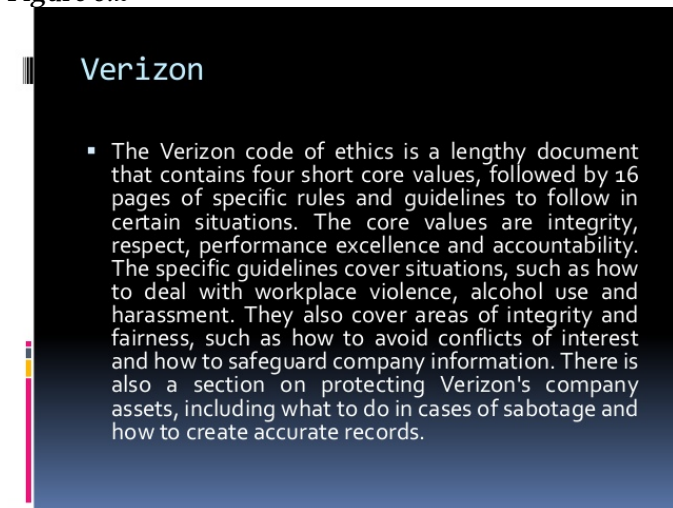 Verizon
▪ The Verizon code of ethics is a lengthy document
that contains four short core values, followed by 16
pages of specific rules and guidelines to follow in
certain situations. The core values are integrity,
respect, performance excellence and accountability.
The specific guidelines cover situations, such as how
to deal with workplace violence, alcohol use and
harassment. They also cover areas of integrity and
fairness, such as how to avoid conflicts of interest
and how to safeguard company information. There is
also a section on protecting Verizon's company
assets, including what to do in cases of sabotage and
how to create accurate records.